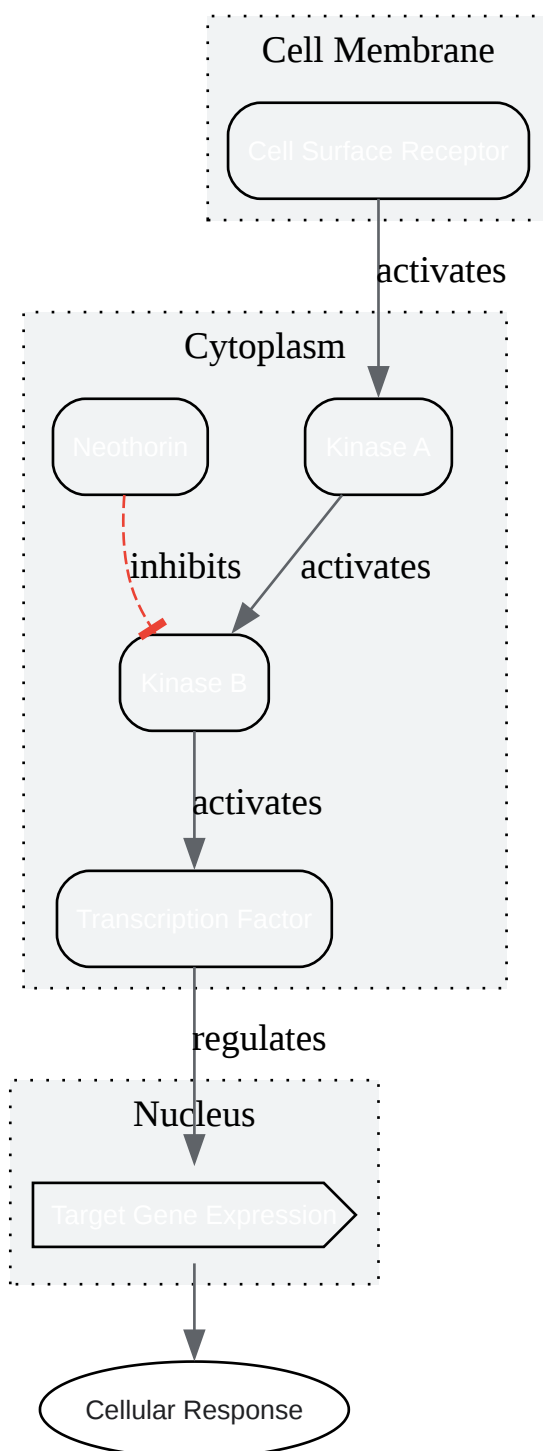 Cell Membrane
Cell Surface Receptor
activates
Cytoplasm
Neothorin
Kinase A
inhibits
activates
Kinase B
activates
Transcription Factor
regulates
Nucleus
Target Gene Expression
Cellular Response